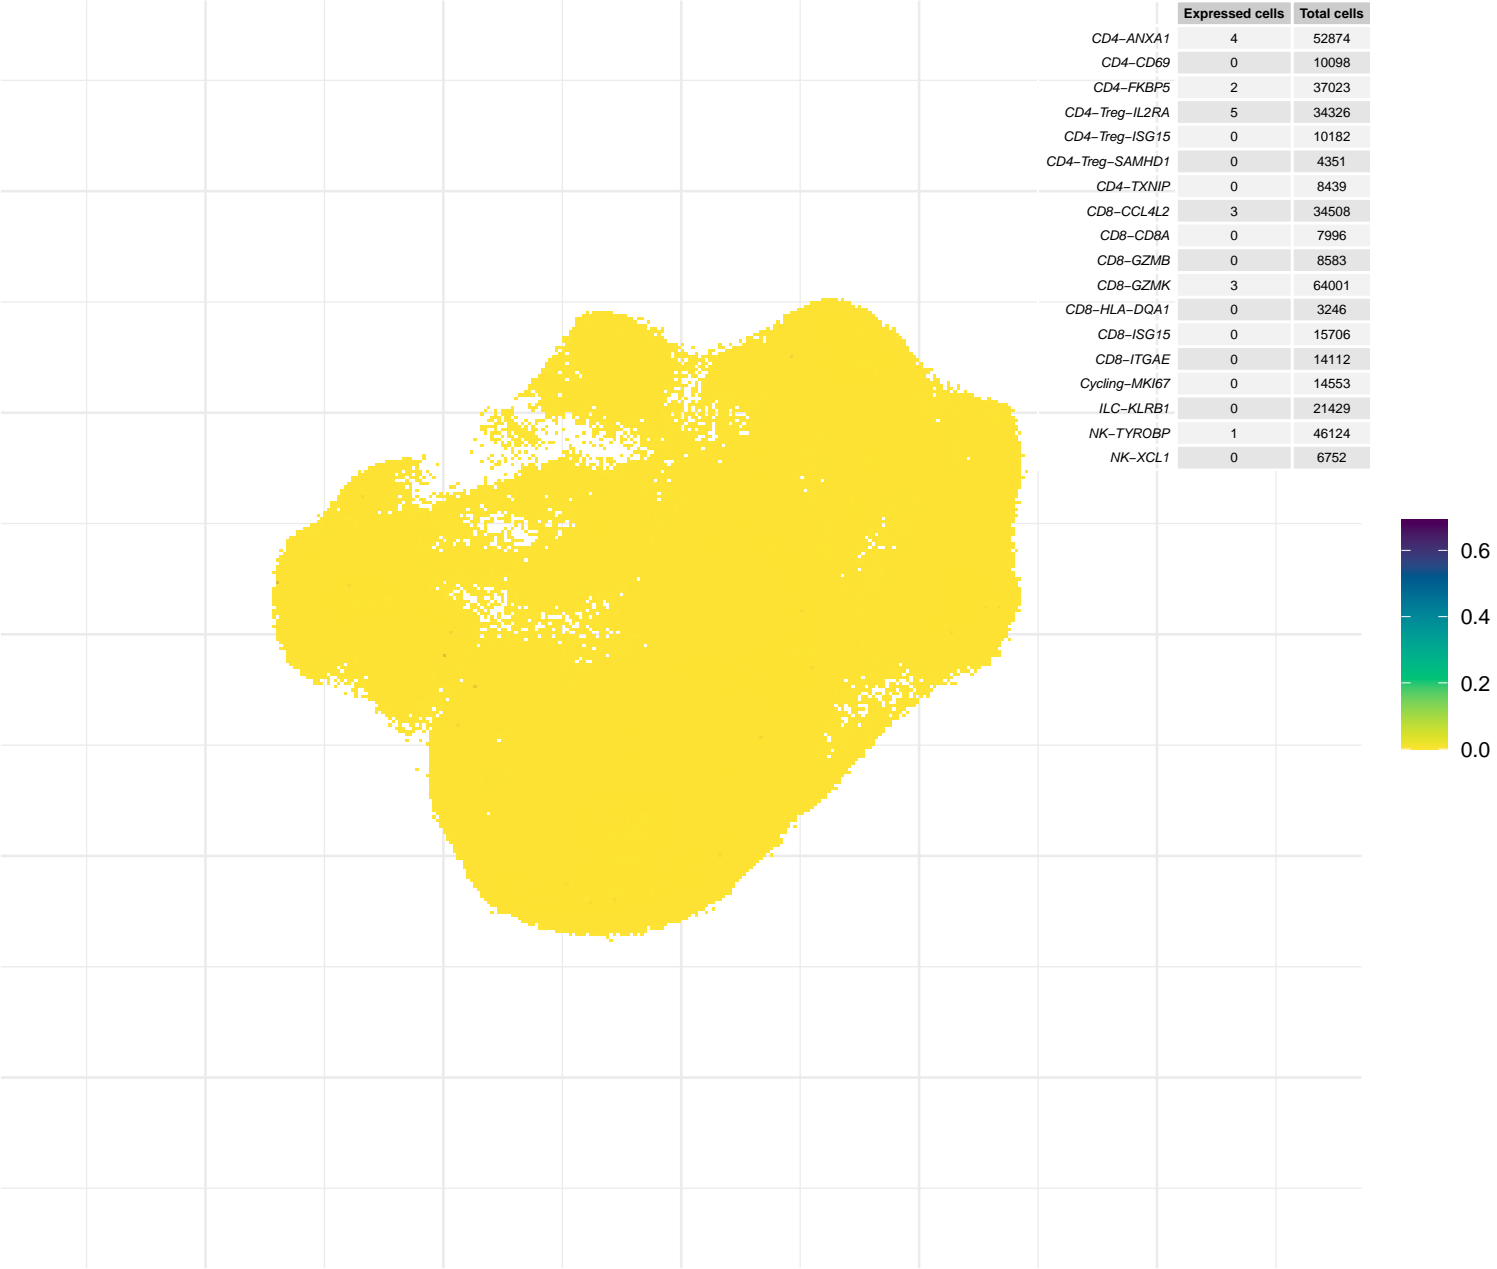 Expressed cells Total cells
CD4−ANXA1 4 52874
CD4−CD69 0 10098
CD4−FKBP5 2 37023
CD4−Treg−IL2RA 5 34326
CD4−Treg−ISG15 0 10182
CD4−Treg−SAMHD1 0 4351
CD4−TXNIP 0 8439
CD8−CCL4L2 3 34508
CD8−CD8A 0 7996
CD8−GZMB 0 8583
CD8−GZMK 3 64001
CD8−HLA−DQA1 0 3246
CD8−ISG15 0 15706
CD8−ITGAE 0 14112
Cycling−MKI67 0 14553
ILC−KLRB1 0 21429
NK−TYROBP 1 46124
NK−XCL1 0 6752
0.6
0.4
0.2
0.0